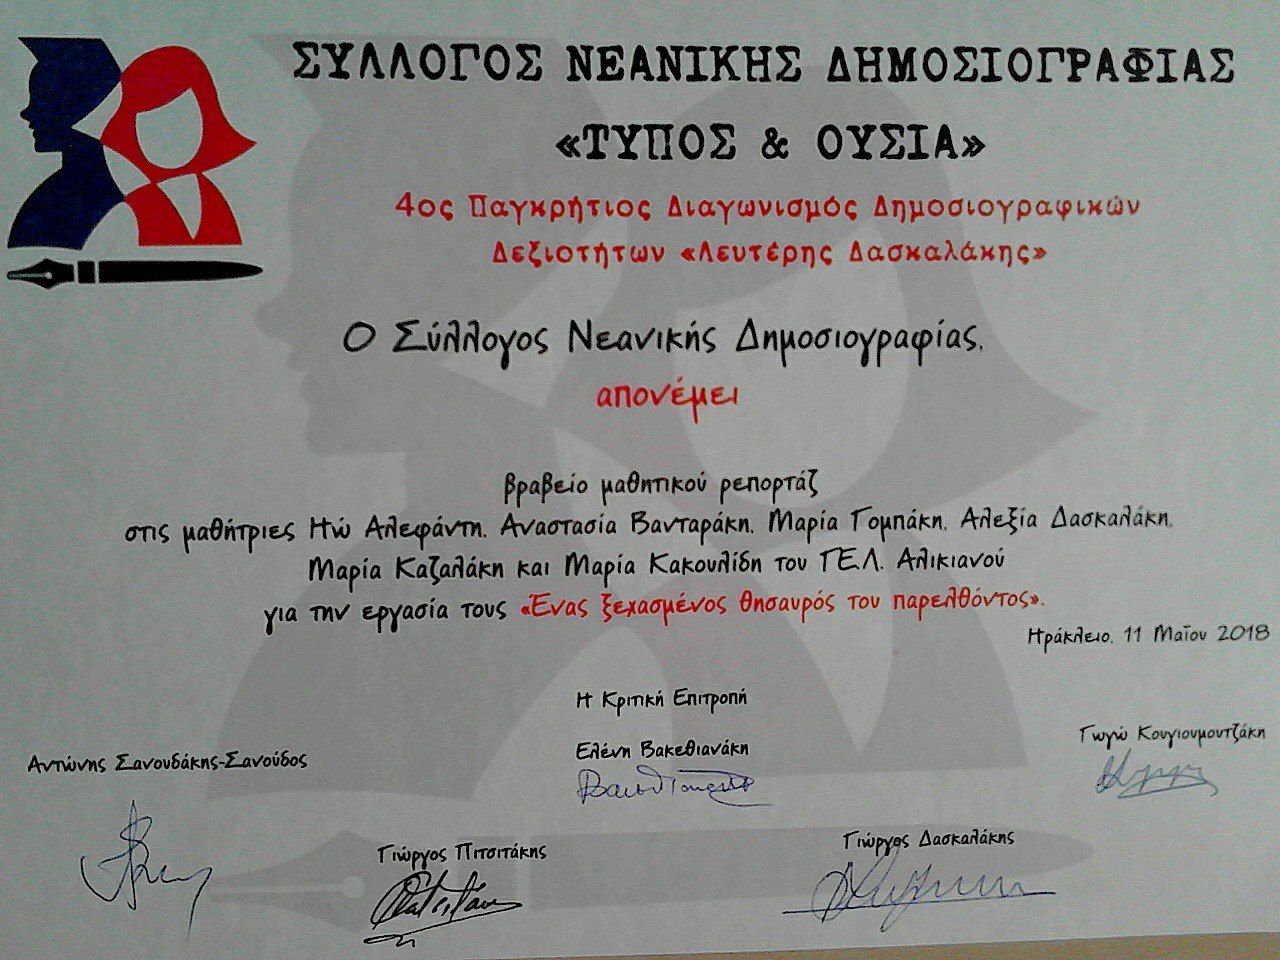 ΣΥΛΛΟΓΟΣ ΝΕΑΝΙΚΗΣ ΔΗΜΟΣΙΟΓΡΑΦΙΑΣ
«ΤΥΠΟΣ & ΟΥΣΙΑ»
4ος Παγκρήτιος Διαγωνισμός Δημοσιογραφικών
Δεξιοτήτων «Λευτέρης Δασκαλάκης»
Ο Σύλλογος Νεανικής Δημοσιογραφίας,
απονέμει
βραβείο μαθητικού ρεπορτάζ
στις μαθήτριες Ηώ Αλεφάντη, Αναστασία Βανταράκη, Μαρία Γομπάκη, Αλεξία Δασκαλάκη,
Μαρία Καζαλάκη και Μαρία Κακουλίδη του ΓΕΛ. Αλικιανού
για την εργασία τους «Ένας ξεχασμένος θησαυρός του παρελθόντος».
Ηράκλειο, 11 Μαΐου 2018
Η Κριτική Επιτροπή
Αντώνης Σανουδάκης-Σανούδος
Ελένη Βακεθιανάκη
Γωγώ Κουγιουμουτζάκη
Γιώργος Πιτσιτάκης
Γιώργος Δασκαλάκης